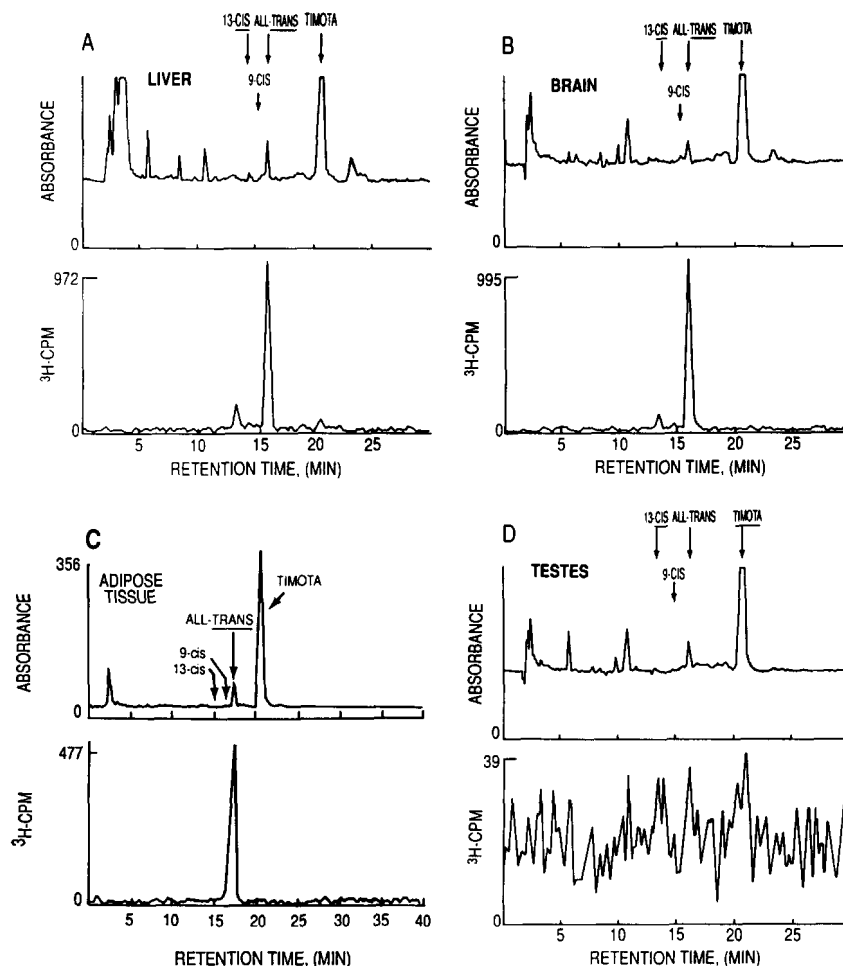 A
13-CIS ALL-TRANS TIMOTA
9-CIS
LIVER
ABSORBANCE
0
972
³H-CPM
0
5 10 15 20 25
RETENTION TIME, (MIN)
B
13-CIS ALL-TRANS TIMOTA
9-CIS
BRAIN
ABSORBANCE
0
995
³H-CPM
0
5 10 15 20 25
RETENTION TIME, (MIN)
C
356
ADIPOSE
TISSUE
TIMOTA
ALL-TRANS
9-cis
13-cis
ABSORBANCE
0
477
³H-CPM
0
5 10 15 20 25 30 35 40
RETENTION TIME, (MIN)
D
13-CIS ALL-TRANS TIMOTA
9-CIS
TESTES
ABSORBANCE
0
39
³H-CPM
0
5 10 15 20 25
RETENTION TIME, (MIN)